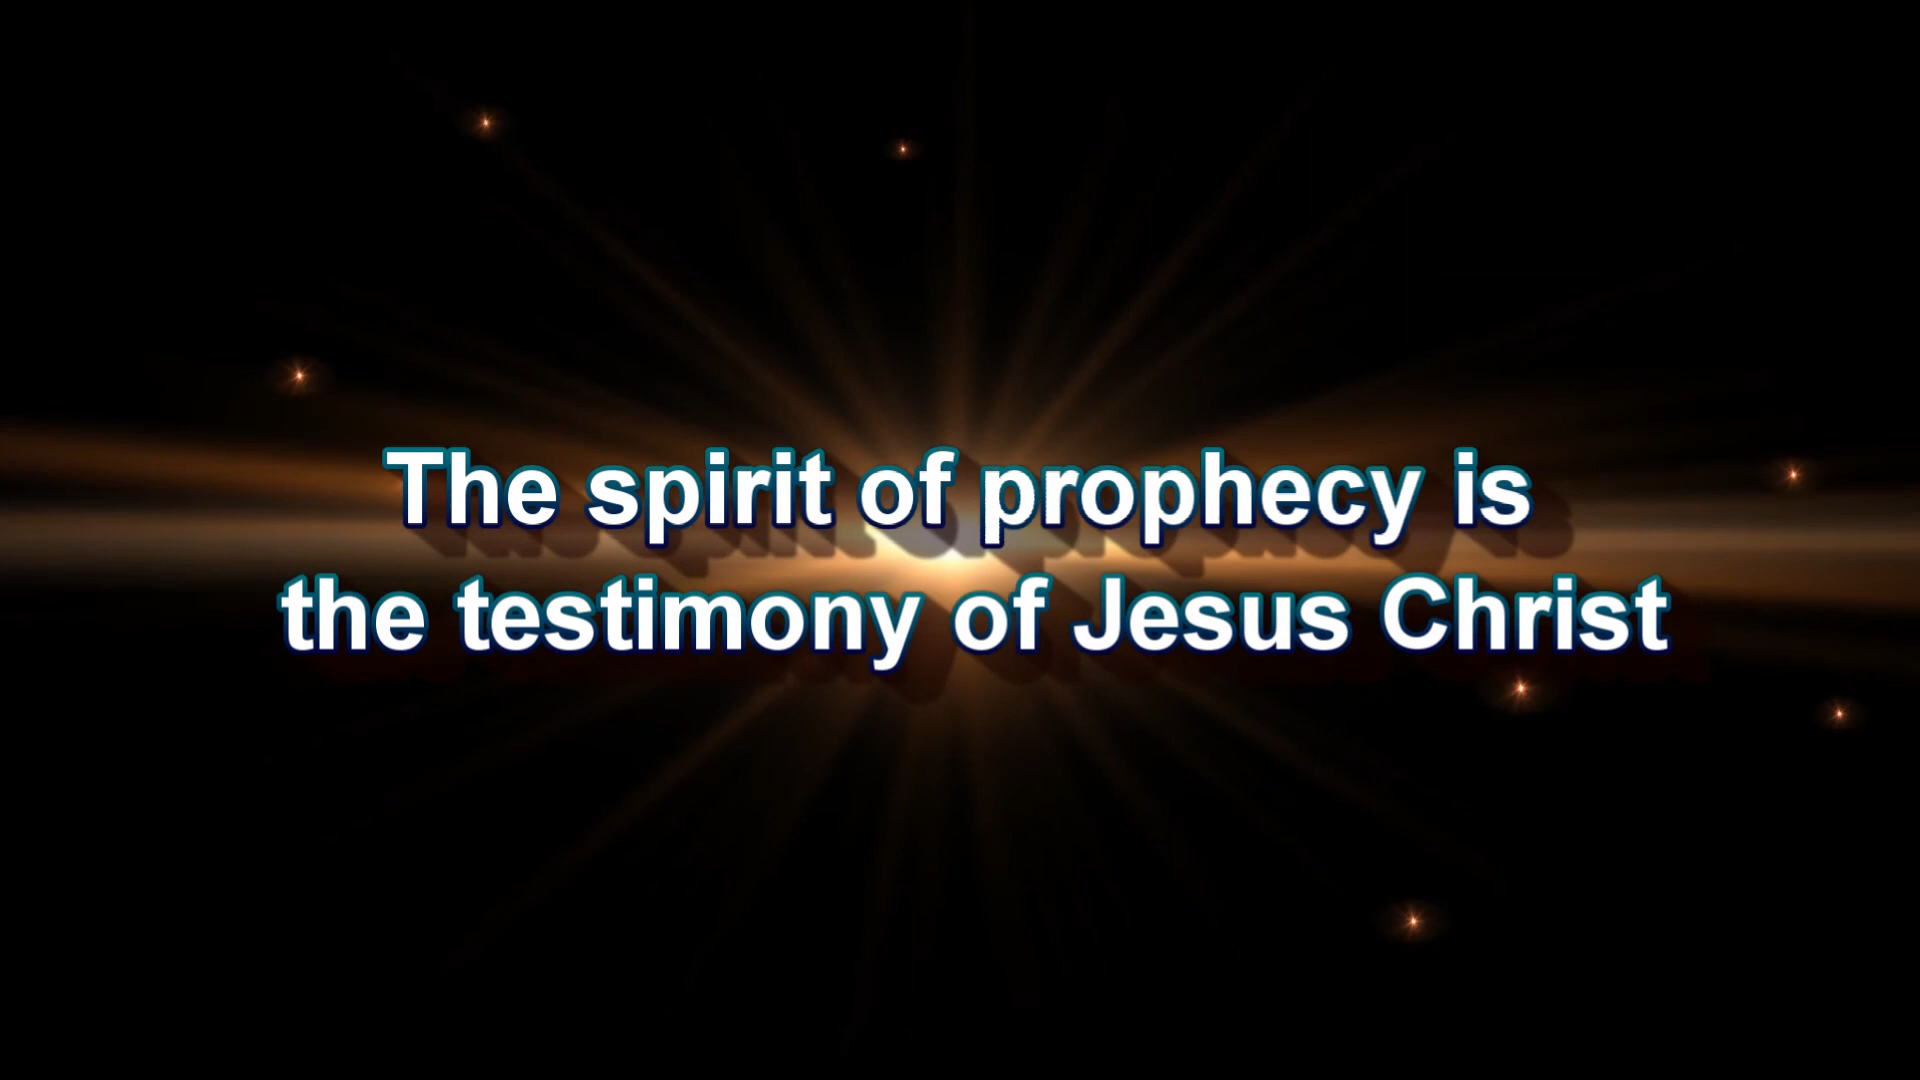 The spirit of prophecy is
the testimony of Jesus Christ